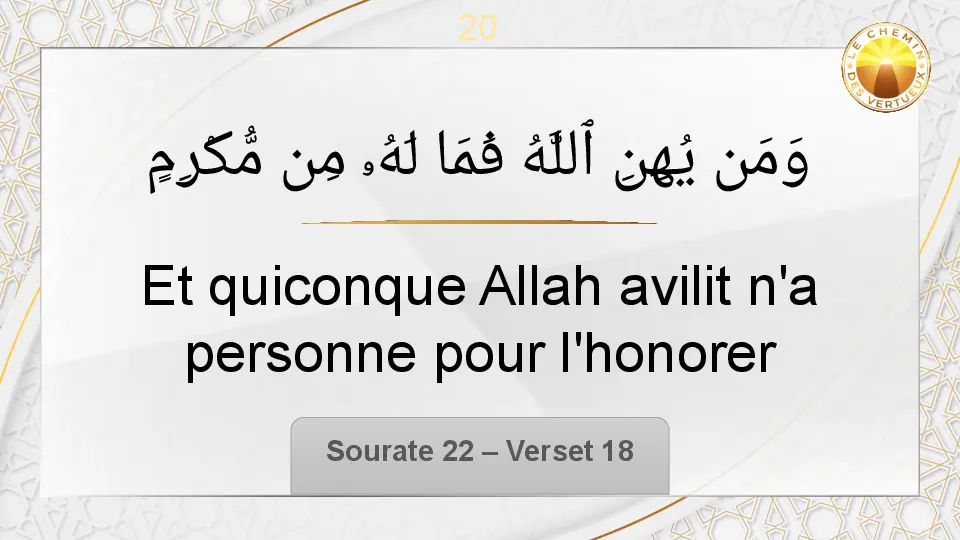 20
LE CHEMIN
DES VERTUEUX
وَمَن يُهِنِ ٱللَّهُ فَمَا لَهُۥ مِن مُّكْرِمٍ
Et quiconque Allah avilit n'a
personne pour l'honorer
Sourate 22 – Verset 18